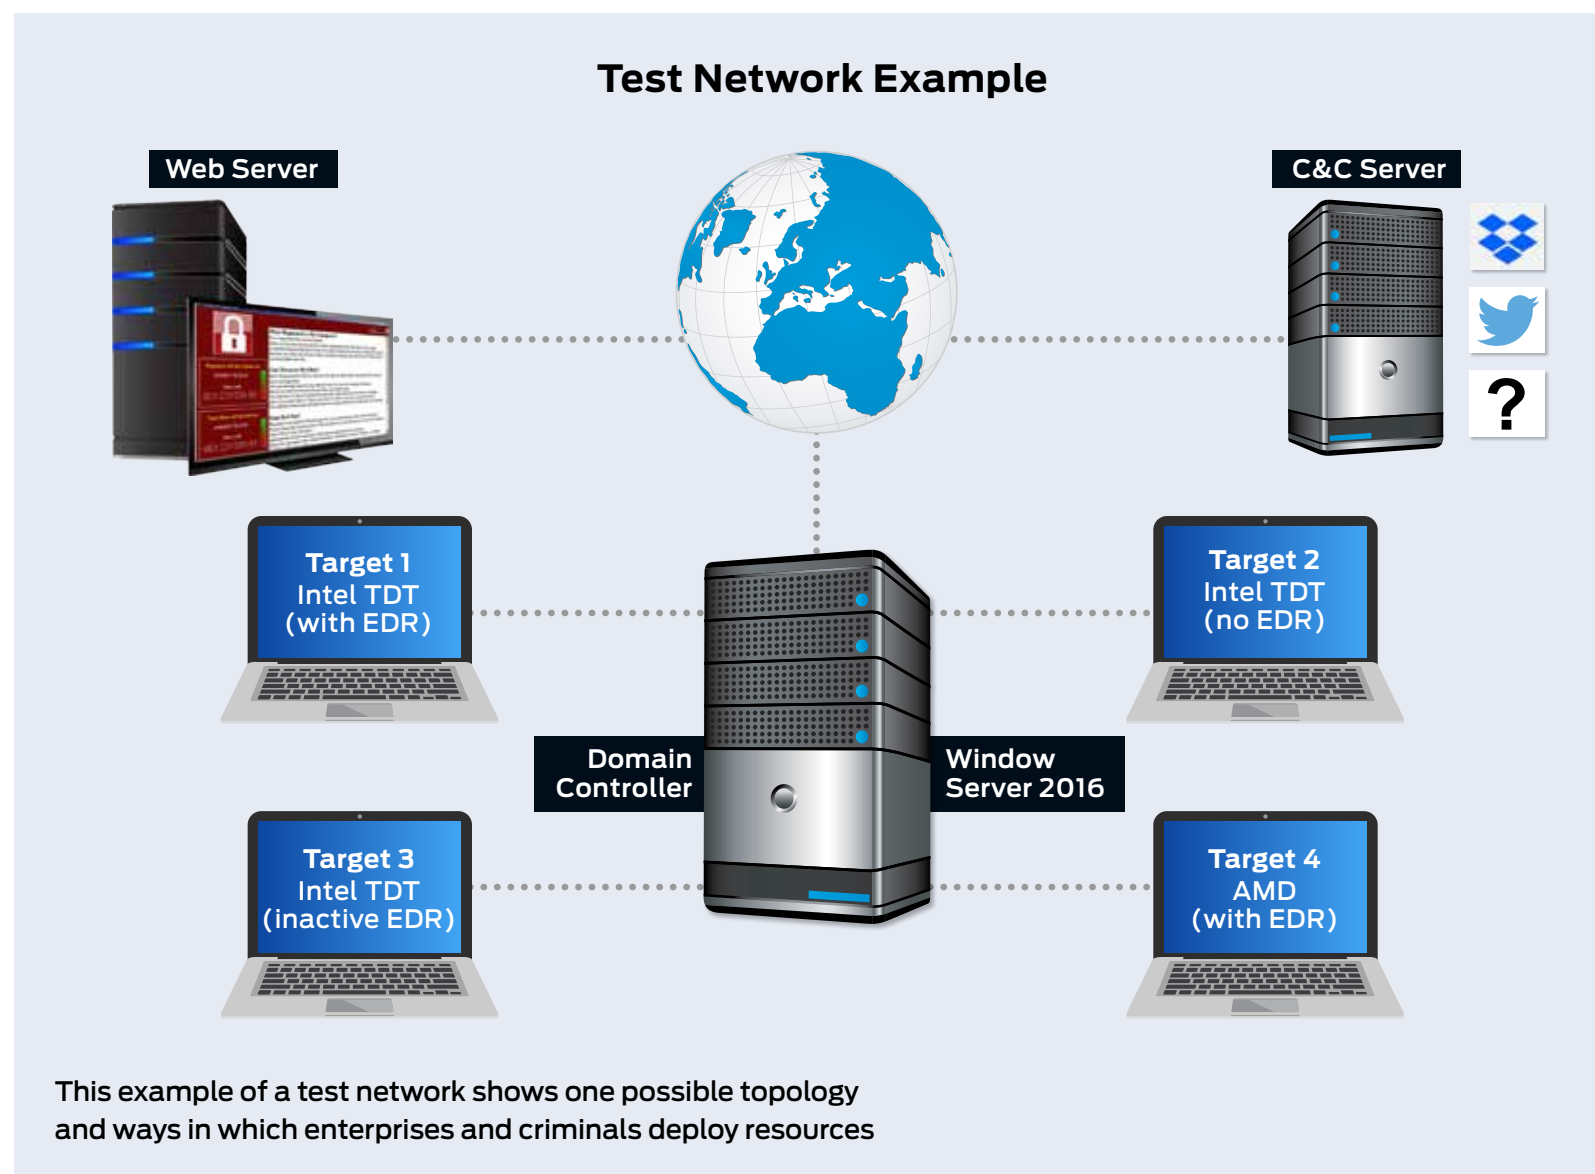 Test Network Example
Web Server
C&C Server
?
Target 1
Intel TDT
(with EDR)
Target 2
Intel TDT
(no EDR)
Domain
Controller
Window
Server 2016
Target 3
Intel TDT
(inactive EDR)
Target 4
AMD
(with EDR)
This example of a test network shows one possible topology
and ways in which enterprises and criminals deploy resources